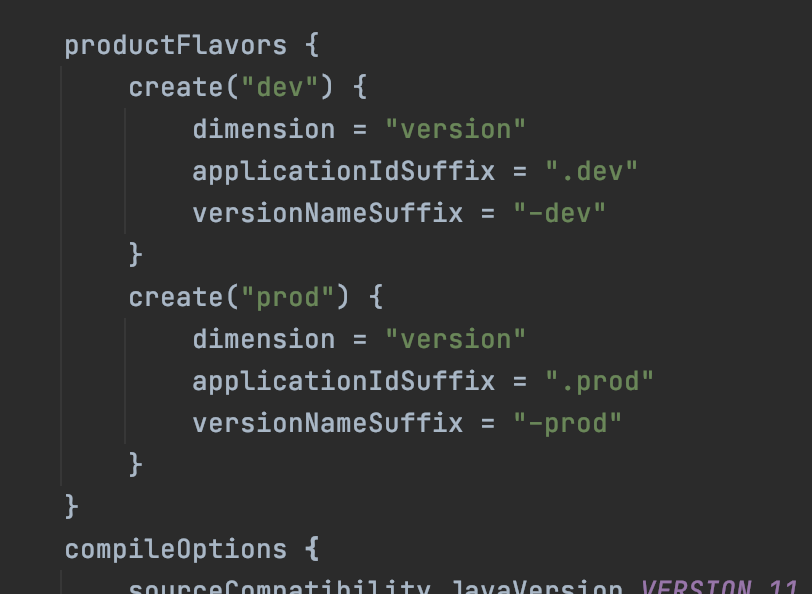 productFlavors {
create("dev") {
dimension = "version"
applicationIdSuffix = ".dev"
versionNameSuffix = "-dev"
}
create("prod") {
dimension = "version"
applicationIdSuffix = ".prod"
versionNameSuffix = "-prod"
}
}
compileOptions {
sourceCompatibility JavaVersion.VERSION_11